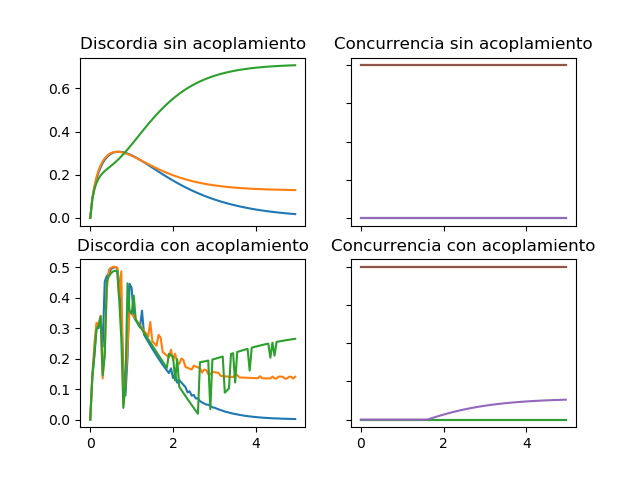 Discordia sin acoplamiento
Concurrencia sin acoplamiento
0.6
0.4
0.2
0.0
Discordia con acoplamiento
Concurrencia con acoplamiento
0.5
0.4
0.3
0.2
0.1
0.0
0 2 4
0 2 4